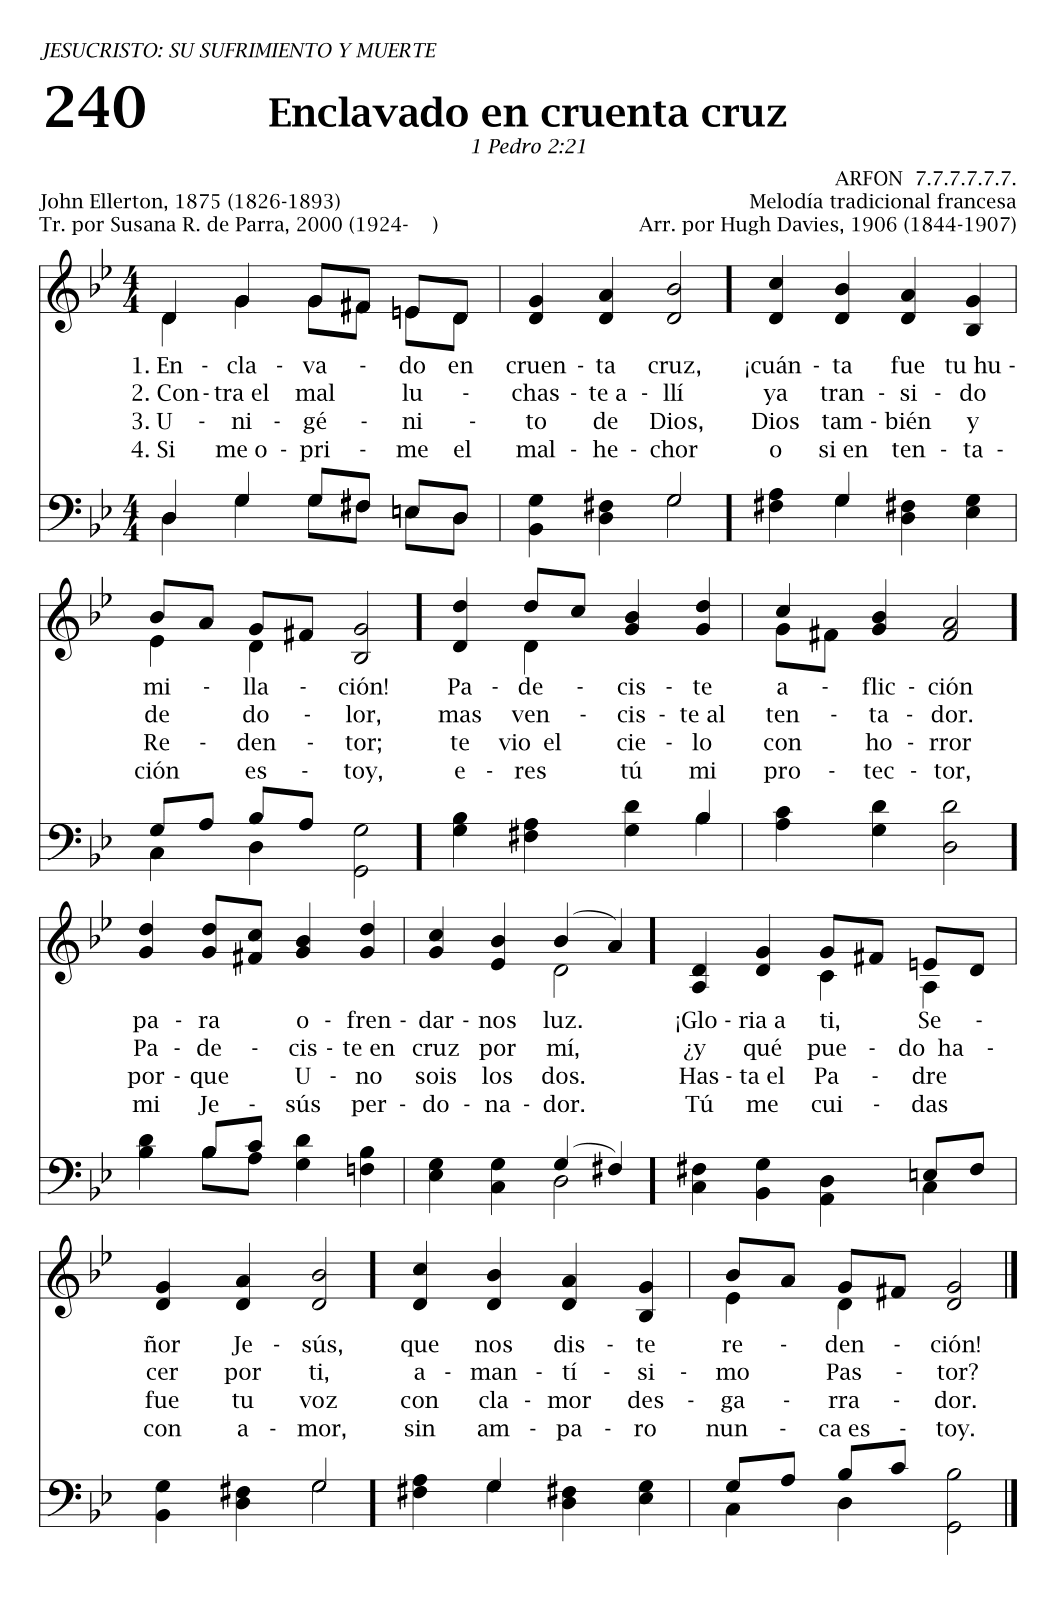 JESUCRISTO: SU SUFRIMIENTO Y MUERTE
240 Enclavado en cruenta cruz
1 Pedro 2:21
ARFON 7.7.7.7.7.7.
John Ellerton, 1875 (1826-1893) Melodía tradicional francesa
Tr. por Susana R. de Parra, 2000 (1924- ) Arr. por Hugh Davies, 1906 (1844-1907)
1. En - cla - va - do en cruen - ta cruz, ¡cuán - ta fue tu hu -
2. Con - tra el mal lu - chas - te a - llí ya tran - si - do
3. U - ni - gé - ni - to de Dios, Dios tam - bién y
4. Si me o - pri - me el mal - he - chor o si en ten - ta -
mi - lla - ción! Pa - de - cis - te a - flic - ción
de do - lor, mas ven - cis - te al ten - ta - dor.
Re - den - tor; te vio el cie - lo con ho - rror
ción es - toy, e - res tú mi pro - tec - tor,
pa - ra o - fren - dar - nos luz. ¡Glo - ria a ti, Se -
Pa - de - cis - te en cruz por mí, ¿y qué pue - do ha -
por - que U - no sois los dos. Has - ta el Pa - dre
mi Je - sús per - do - na - dor. Tú me cui - das
ñor Je - sús, que nos dis - te re - den - ción!
cer por ti, a - man - tí - si - mo Pas - tor?
fue tu voz con cla - mor des - ga - rra - dor.
con a - mor, sin am - pa - ro nun - ca es - toy.